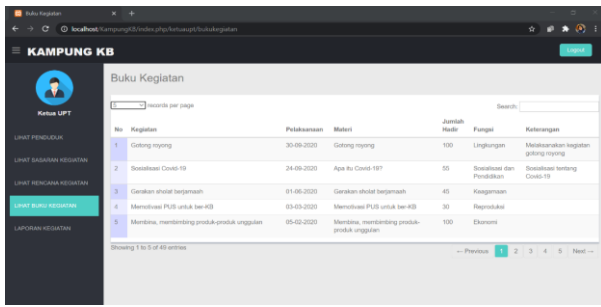 Buku Kegiatan
localhost/KampungKB/index.php/ketuaupt/bukukegiatan
KAMPUNG KB
Logout
Ketua UPT
LIHAT PENDUDUK
LIHAT SASARAN KEGIATAN
LIHAT RENCANA KEGIATAN
LIHAT BUKU KEGIATAN
LAPORAN KEGIATAN
Buku Kegiatan
5 records per page
Search:
No Kegiatan Pelaksanaan Materi Jumlah Hadir Fungsi Keterangan
1 Gotong royong 30-09-2020 Gotong royong 100 Lingkungan Melaksanakan kegiatan
gotong royong
2 Sosialisasi Covid-19 24-09-2020 Apa itu Covid-19? 55 Sosialisasi dan Sosialisasi tentang
Pendidikan Covid-19
3 Gerakan sholat berjamaah 01-06-2020 Gerakan sholat berjamaah 45 Keagamaan
4 Memotivasi PUS untuk ber-KB 03-03-2020 Memotivasi PUS untuk ber-KB 30 Reproduksi
5 Membina, membimbing produk-produk unggulan 05-02-2020 Membina, membimbing produk- 100 Ekonomi
produk unggulan
Showing 1 to 5 of 49 entries
← Previous 1 2 3 4 5 Next →